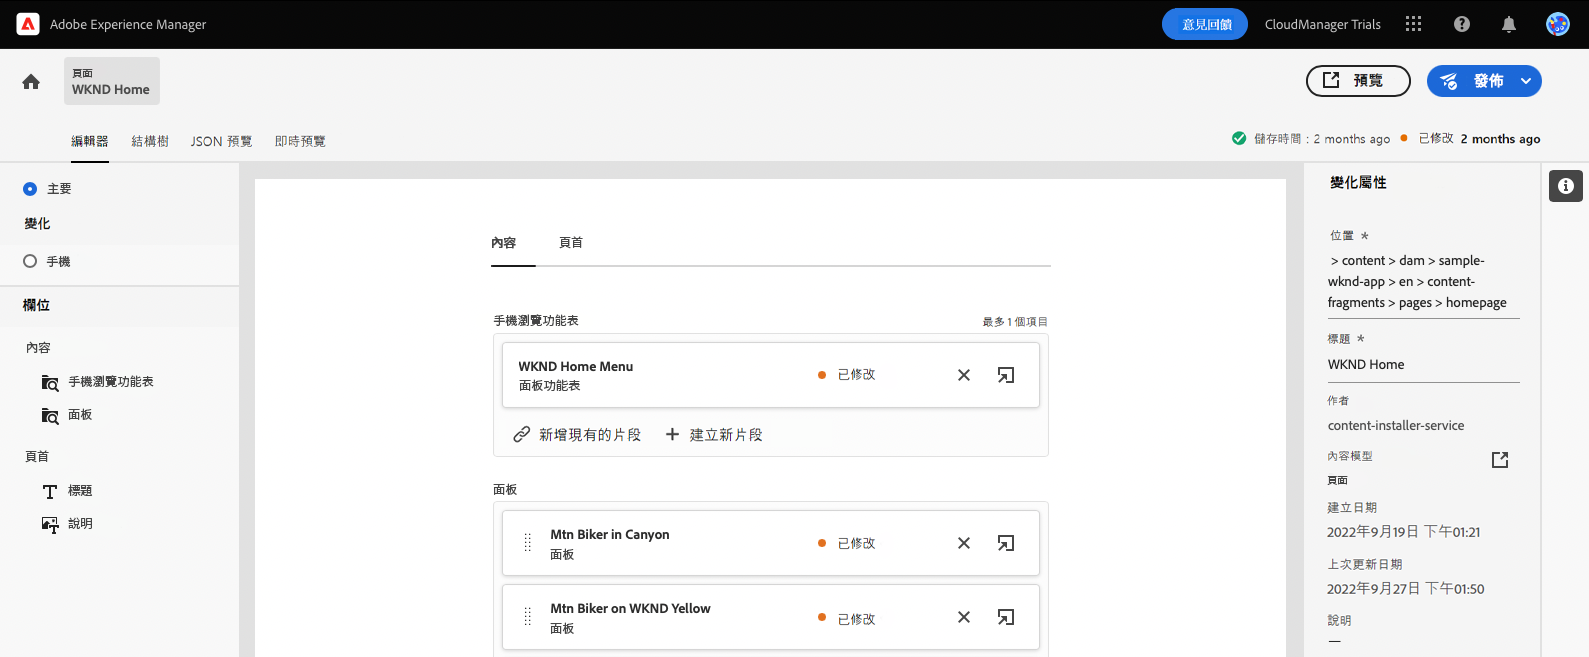 Adobe Experience Manager
意見回饋
CloudManager Trials
頁面
WKND Home
預覽
發佈
編輯器
結構樹
JSON 預覽
即時預覽
儲存時間：2 months ago
已修改 2 months ago
主要
變化
手機
欄位
內容
手機瀏覽功能表
面板
頁首
標題
說明
內容
頁首
手機瀏覽功能表
最多 1 個項目
WKND Home Menu
面板功能表
已修改
新增現有的片段
建立新片段
面板
Mtn Biker in Canyon
面板
已修改
Mtn Biker on WKND Yellow
面板
已修改
變化屬性
位置 *
> content > dam > sample-
wknd-app > en > content-
fragments > pages > homepage
標題 *
WKND Home
作者
content-installer-service
內容模型
頁面
建立日期
2022年9月19日 下午01:21
上次更新日期
2022年9月27日 下午01:50
說明
—